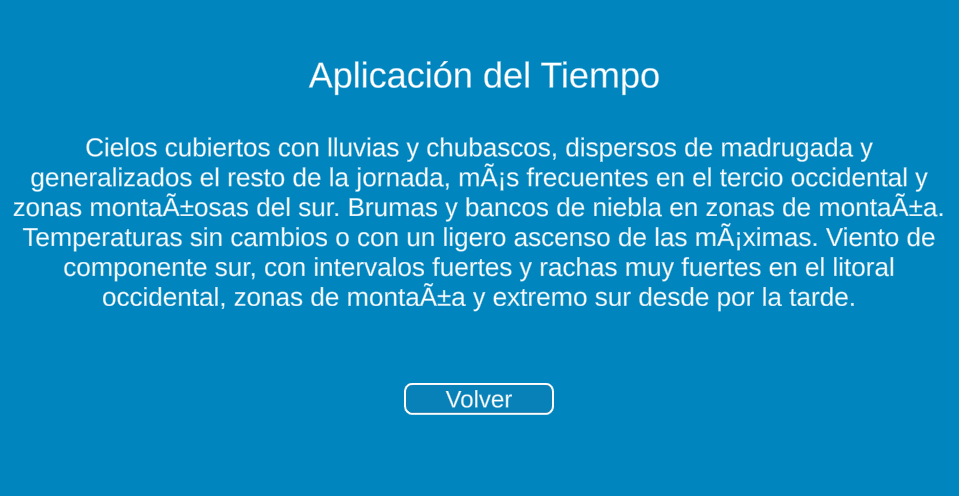 Aplicación del Tiempo
Cielos cubiertos con lluvias y chubascos, dispersos de madrugada y
generalizados el resto de la jornada, mÃ¡s frecuentes en el tercio occidental y
zonas montaÃ±osas del sur. Brumas y bancos de niebla en zonas de montaÃ±a.
Temperaturas sin cambios o con un ligero ascenso de las mÃ¡ximas. Viento de
componente sur, con intervalos fuertes y rachas muy fuertes en el litoral
occidental, zonas de montaÃ±a y extremo sur desde por la tarde.
Volver